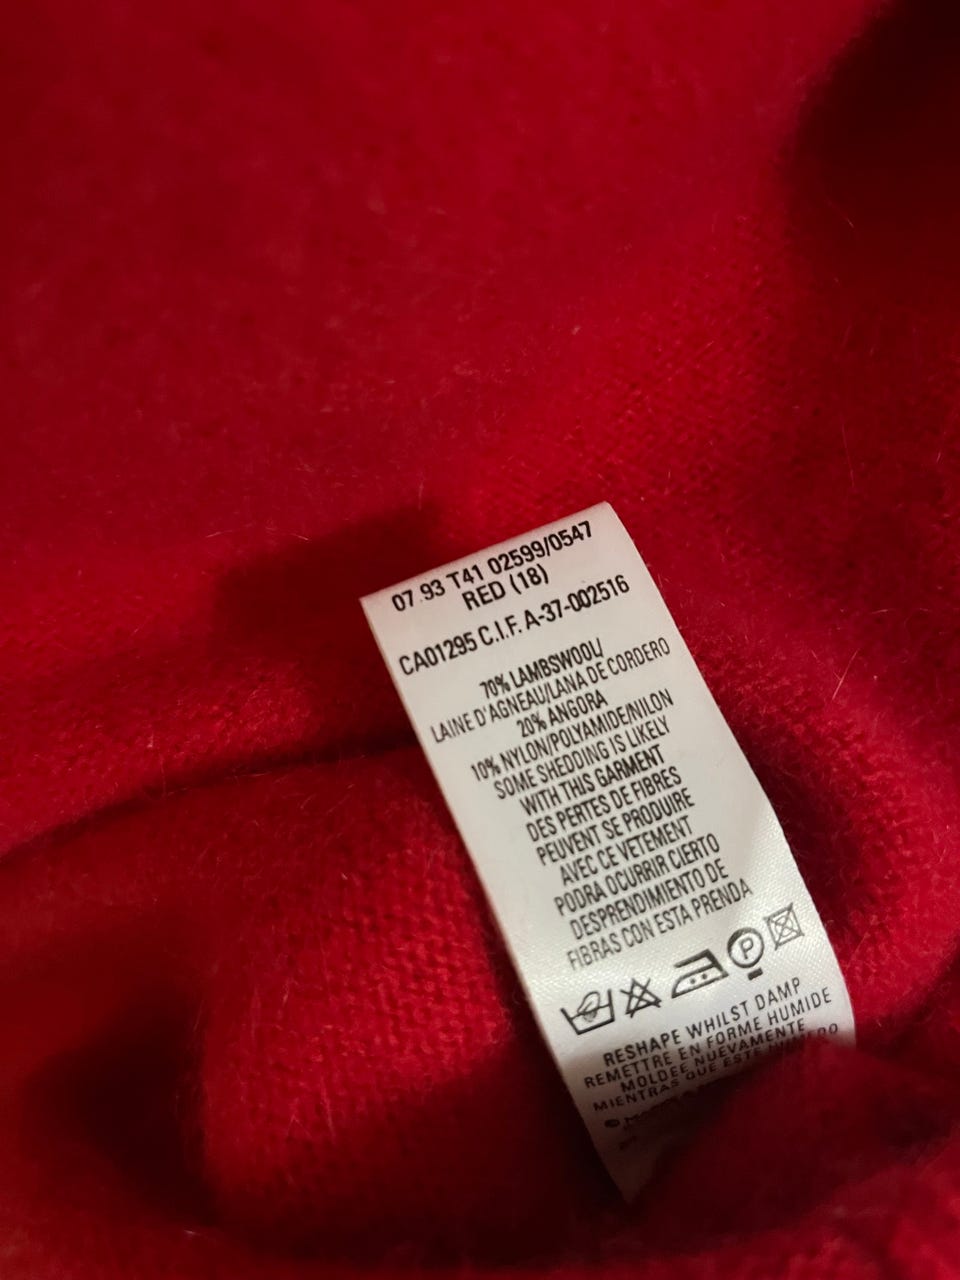 07 93 T41 02599/0547
RED (18)
CA01295 C.I.F. A-37-002516
70% LAMBSWOOL/
LAINE D'AGNEAU/LANA DE CORDERO
20% ANGORA
10% NYLON/POLYAMIDE/NILON
SOME SHEDDING IS LIKELY
WITH THIS GARMENT
DES PERTES DE FIBRES
PEUVENT SE PRODUIRE
AVEC CE VETEMENT
PODRA OCURRIR CIERTO
DESPRENDIMIENTO DE
FIBRAS CON ESTA PRENDA
P
RESHAPE WHILST DAMP
REMETTRE EN FORME HUMIDE
MOLDEE NUEVAMENTE
MIENTRAS QUE ESTE
©